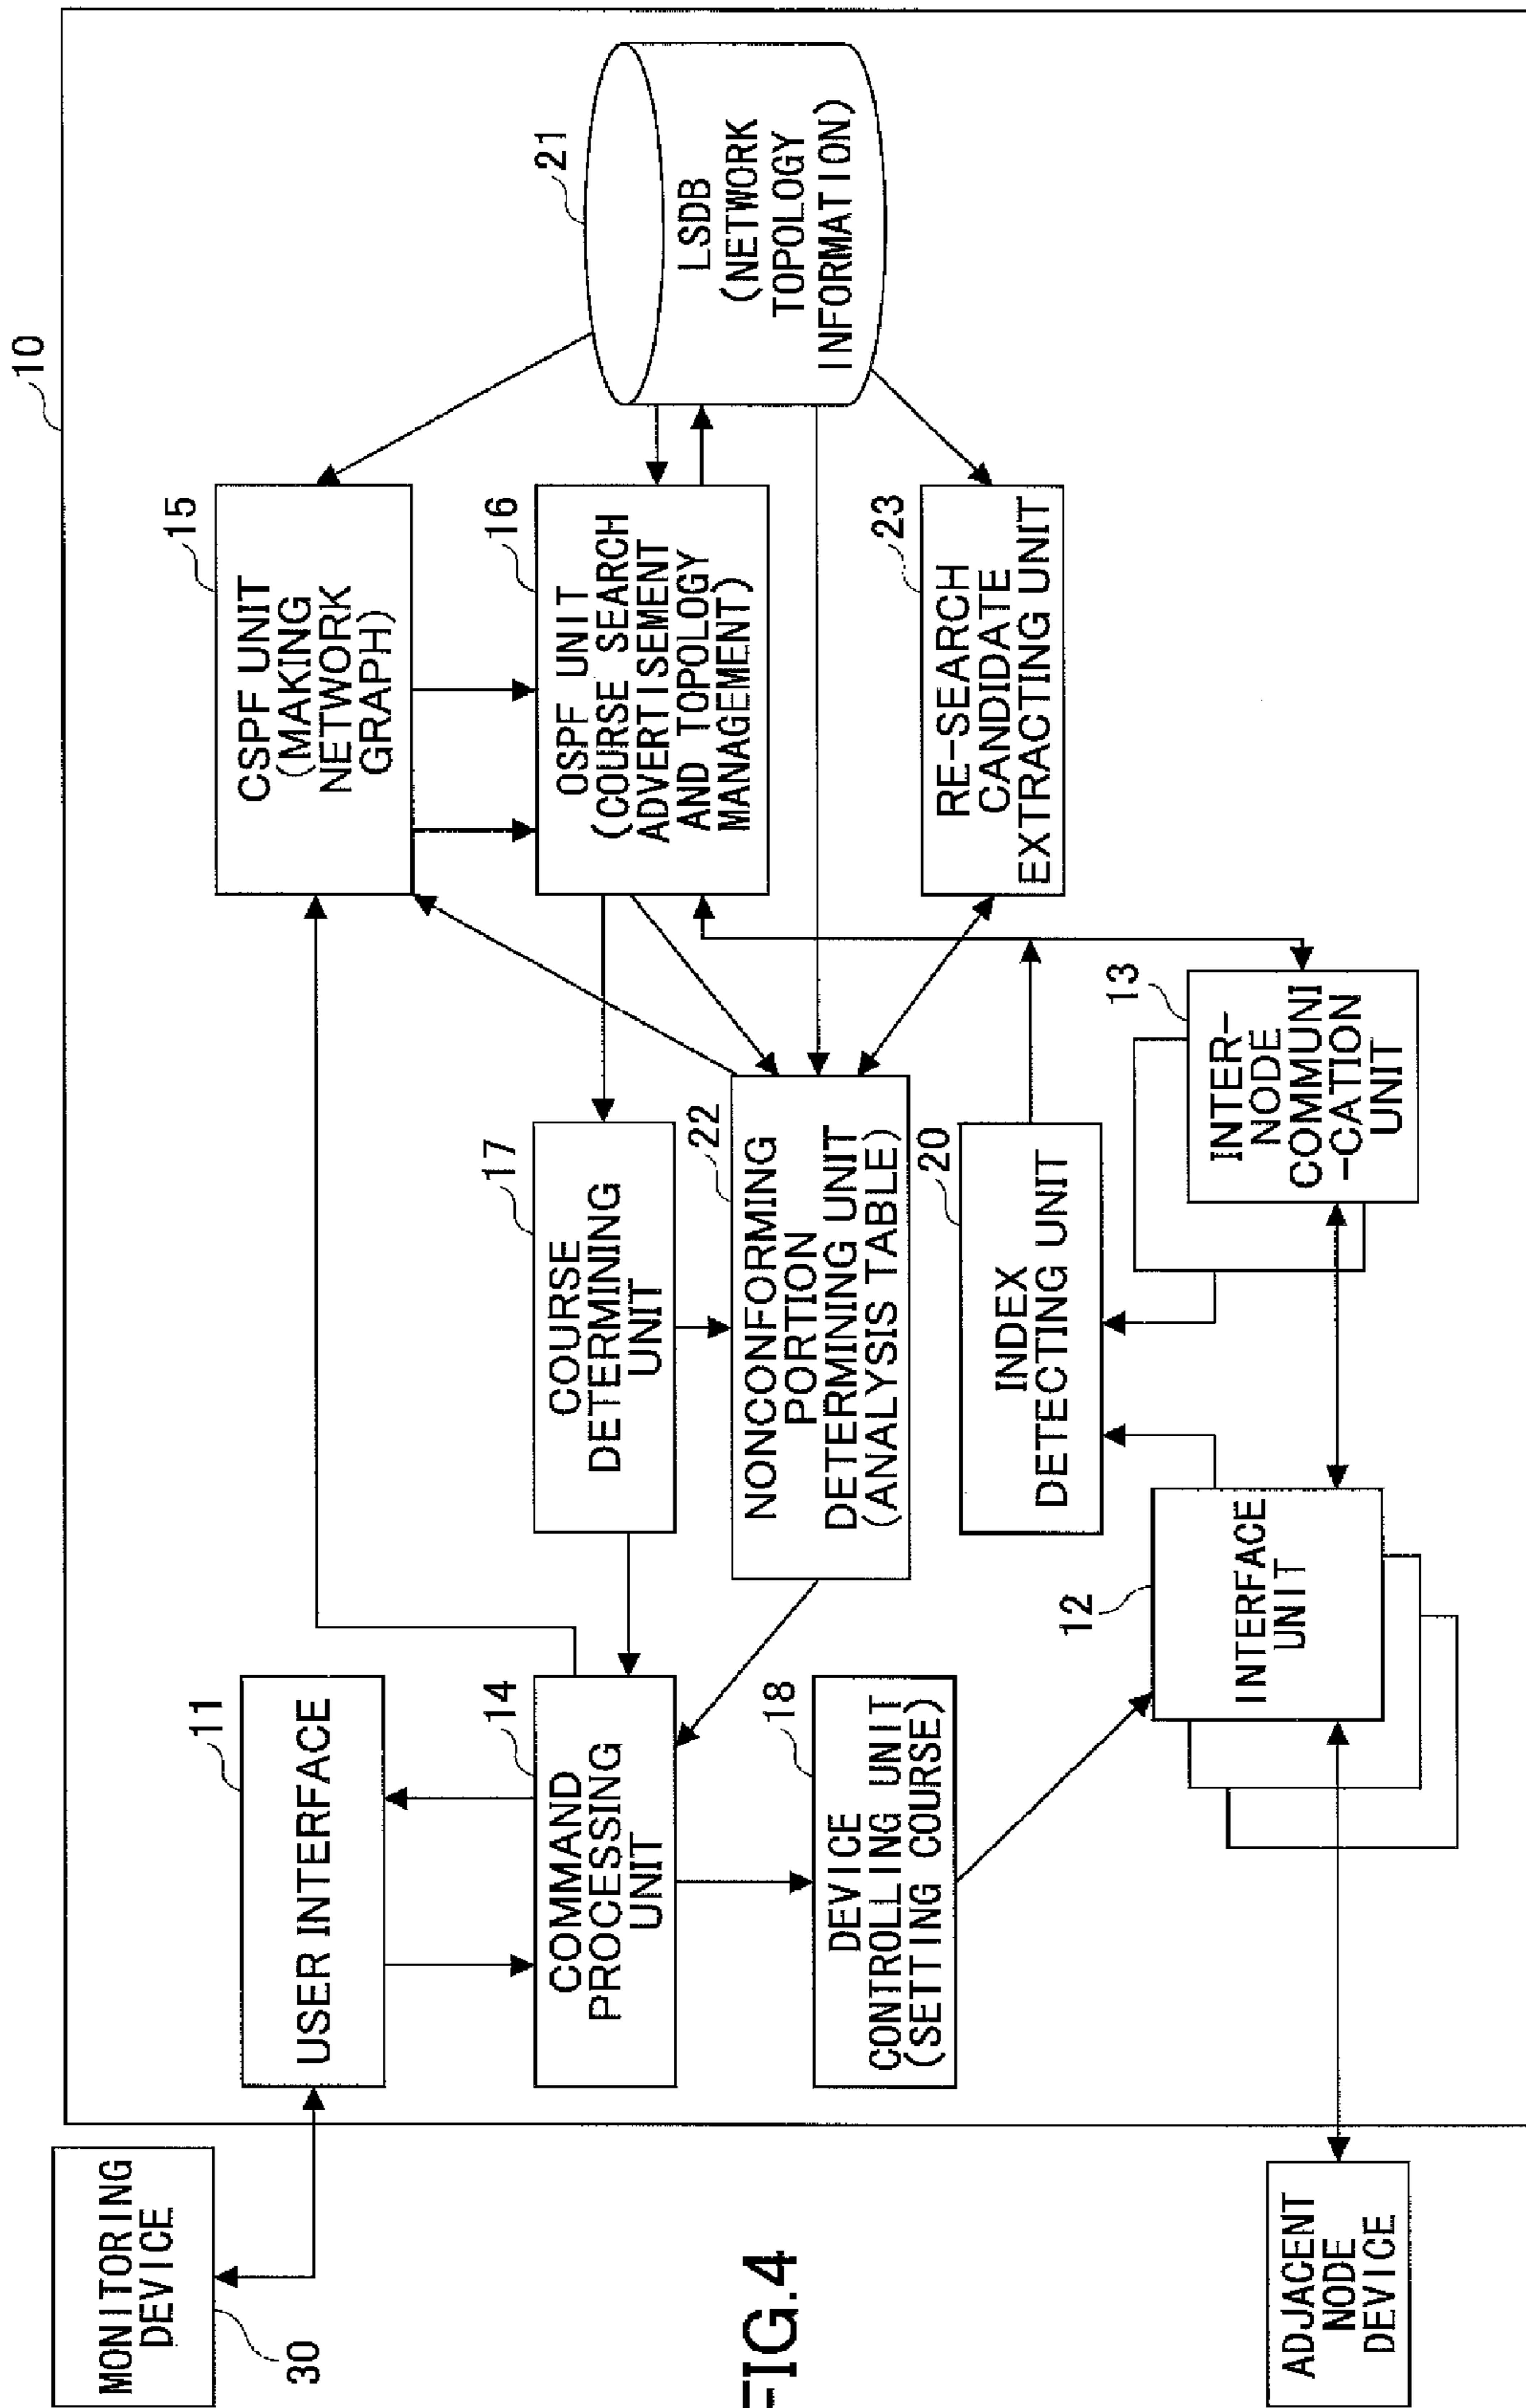 FIG.4
MONITORING
DEVICE
30
10
11
USER INTERFACE
15
CSPF UNIT
(MAKING
NETWORK
GRAPH)
14
COMMAND
PROCESSING
UNIT
17
COURSE
DETERMINING
UNIT
16
OSPF UNIT
(COURSE SEARCH
ADVERTISEMENT
AND TOPOLOGY
MANAGEMENT)
21
LSDB
(NETWORK
TOPOLOGY
INFORMATION)
18
DEVICE
CONTROLLING UNIT
(SETTING COURSE)
22
NONCONFORMING
PORTION
DETERMINING UNIT
(ANALYSIS TABLE)
23
RE-SEARCH
CANDIDATE
EXTRACTING UNIT
20
INDEX
DETECTING UNIT
12
INTERFACE
UNIT
13
INTER-
NODE
COMMUNI
-CATION
UNIT
ADJACENT
NODE
DEVICE